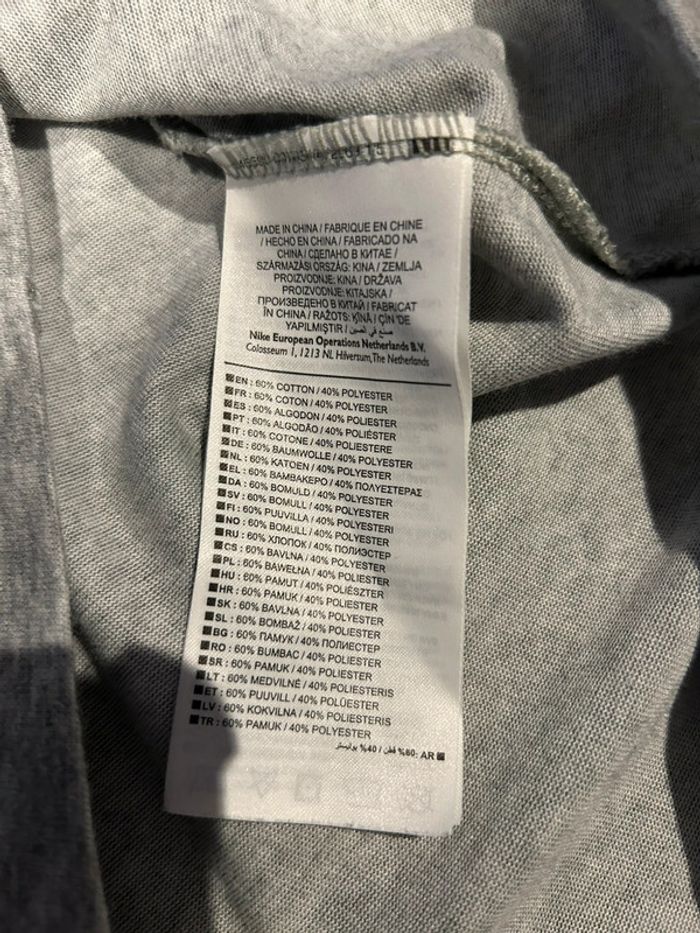 MADE IN CHINA / FABRIQUE EN CHINE
/ HECHO EN CHINA / FABRICADO NA
CHINA / СДЕЛАНО В КИТАЕ /
SZÁRMAZÁSI ORSZÁG: KINA / ZEMLJA
PROIZVODNJE: KINA / DRŽAVA
PROIZVODNJE: KITAJSKA /
ПРОИЗВЕДЕНО В КИТАЙ / FABRICAT
ÎN CHINA / RAŽOTS: ĶĪNĀ / ÇİN'DE
YAPILMIŞTIR / صنع في الصين
Nike European Operations Netherlands B.V.
Colosseum 1, 1213 NL Hilversum, The Netherlands
EN : 60% COTTON / 40% POLYESTER
FR : 60% COTON / 40% POLYESTER
ES : 60% ALGODON / 40% POLIESTER
PT : 60% ALGODÃO / 40% POLIÉSTER
IT : 60% COTONE / 40% POLIESTERE
DE : 60% BAUMWOLLE / 40% POLYESTER
NL : 60% KATOEN / 40% POLYESTER
EL : 60% ΒΑΜΒΑΚΕΡΟ / 40% ΠΟΛΥΕΣΤΕΡΑΣ
DA : 60% BOMULD / 40% POLYESTER
SV : 60% BOMULL / 40% POLYESTER
FI : 60% PUUVILLA / 40% POLYESTERI
NO : 60% BOMULL / 40% POLYESTER
RU : 60% ХЛОПОК / 40% ПОЛИЭСТЕР
CS : 60% BAVLNA / 40% POLYESTER
PL : 60% BAWEŁNA / 40% POLYESTER
HU : 60% PAMUT / 40% POLIÉSZTER
HR : 60% PAMUK / 40% POLIESTER
SK : 60% BAVLNA / 40% POLYESTER
SL : 60% BOMBAŽ / 40% POLIESTER
BG : 60% ПАМУК / 40% ПОЛИЕСТЕР
RO : 60% BUMBAC / 40% POLIESTER
SR : 60% PAMUK / 40% POLIESTER
LT : 60% MEDVILNĖ / 40% POLIESTERIS
ET : 60% PUUVILL / 40% POLÜESTER
LV : 60% KOKVILNA / 40% POLIESTERIS
TR : 60% PAMUK / 40% POLYESTER
AR :60% قطن / 40% بوليستر